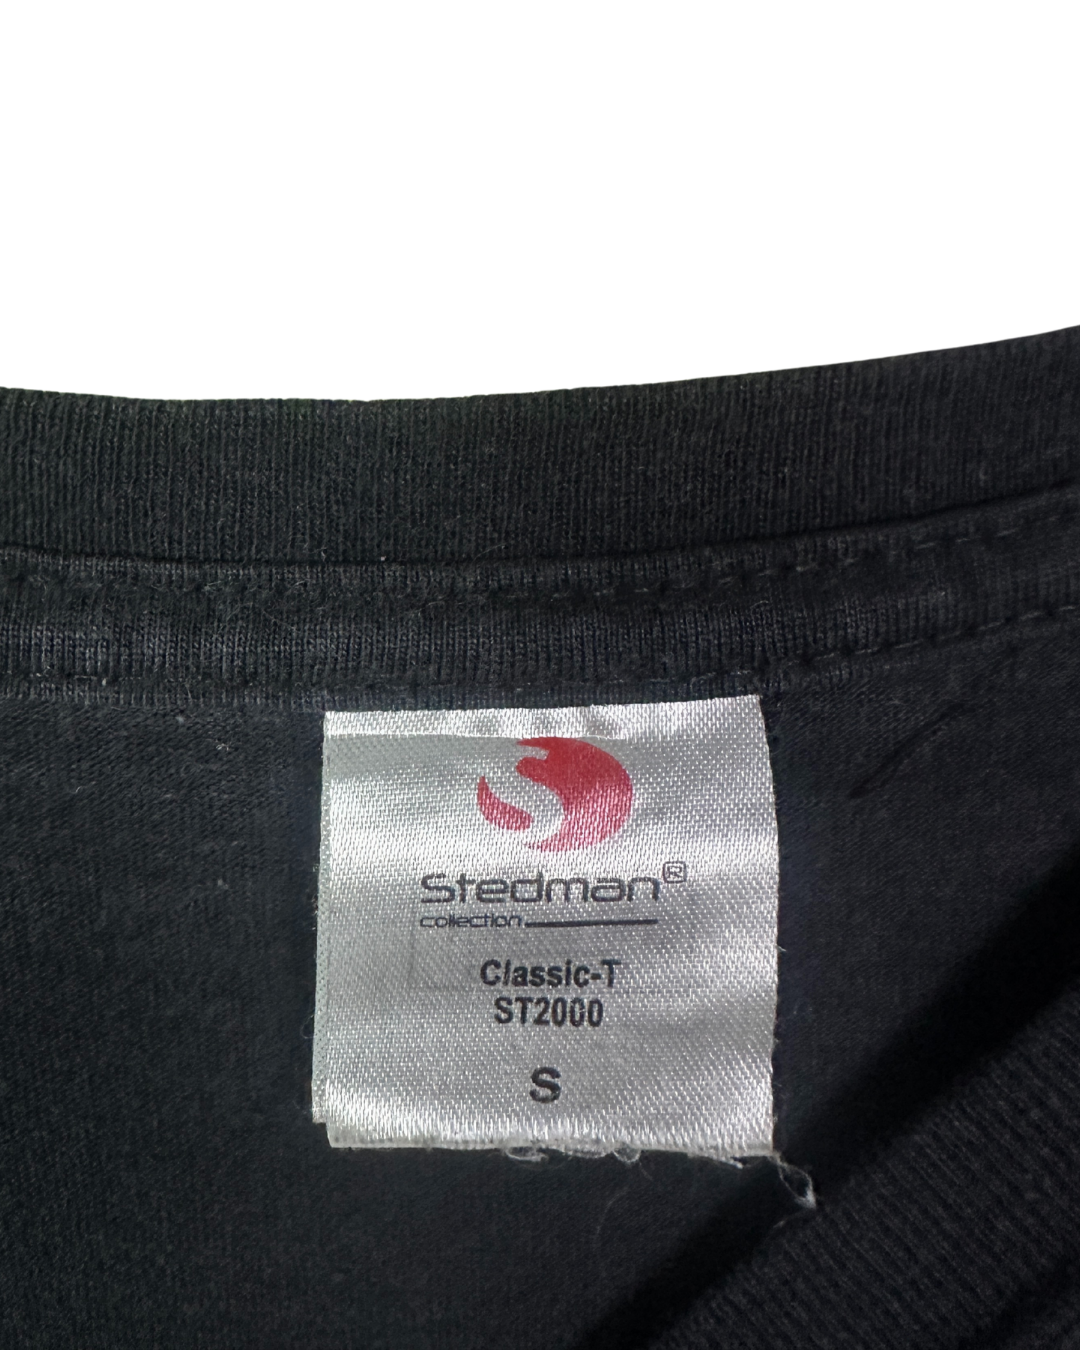 Stedman®
collection
Classic-T
ST2000
S